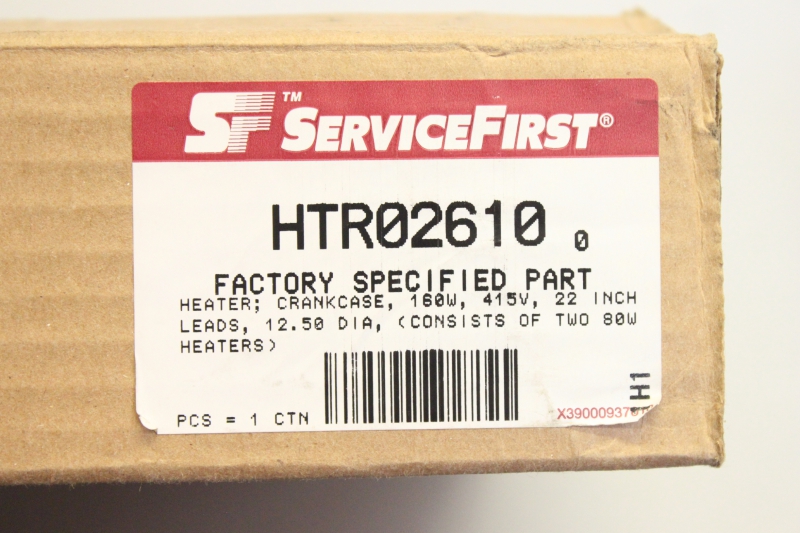 SF™ SERVICEFIRST®
HTR02610 0
FACTORY SPECIFIED PART
HEATER; CRANKCASE, 160W, 415V, 22 INCH
LEADS, 12.50 DIA, (CONSISTS OF TWO 80W
HEATERS)
PCS = 1 CTN
H1